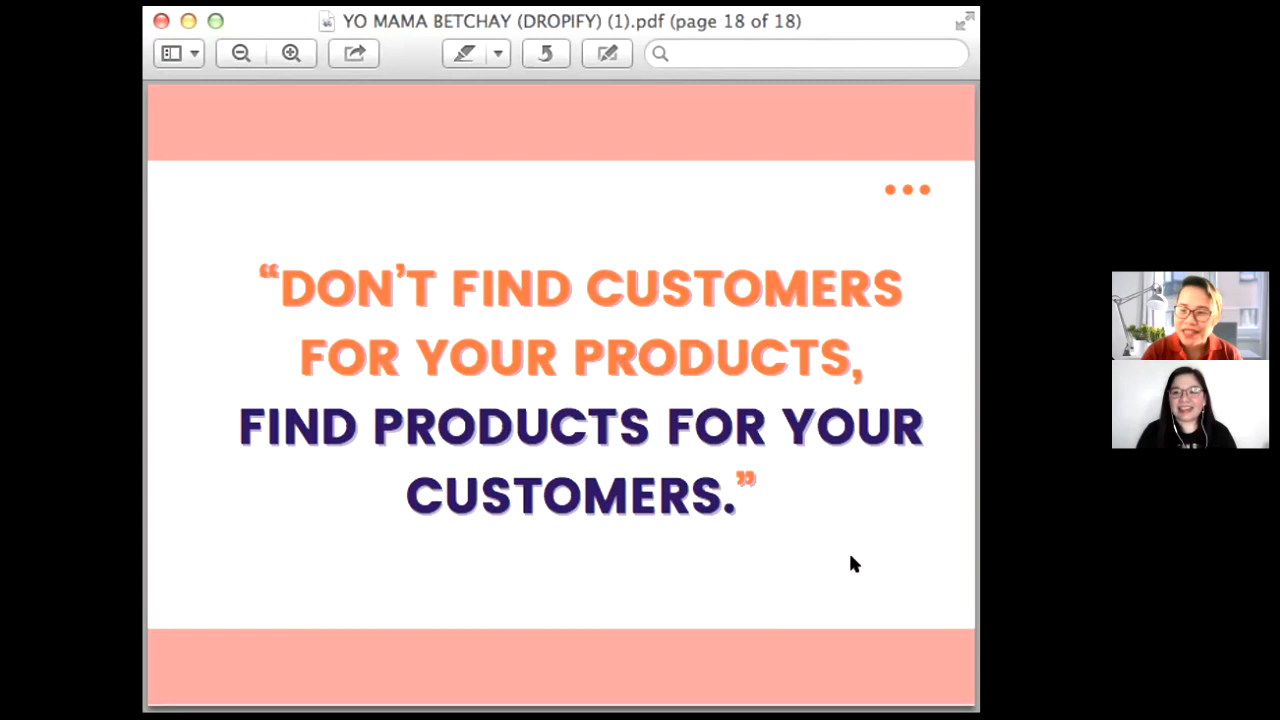 YO MAMA BETCHAY (DROPIFY) (1).pdf (page 18 of 18)
“DON’T FIND CUSTOMERS
FOR YOUR PRODUCTS,
FIND PRODUCTS FOR YOUR
CUSTOMERS.”